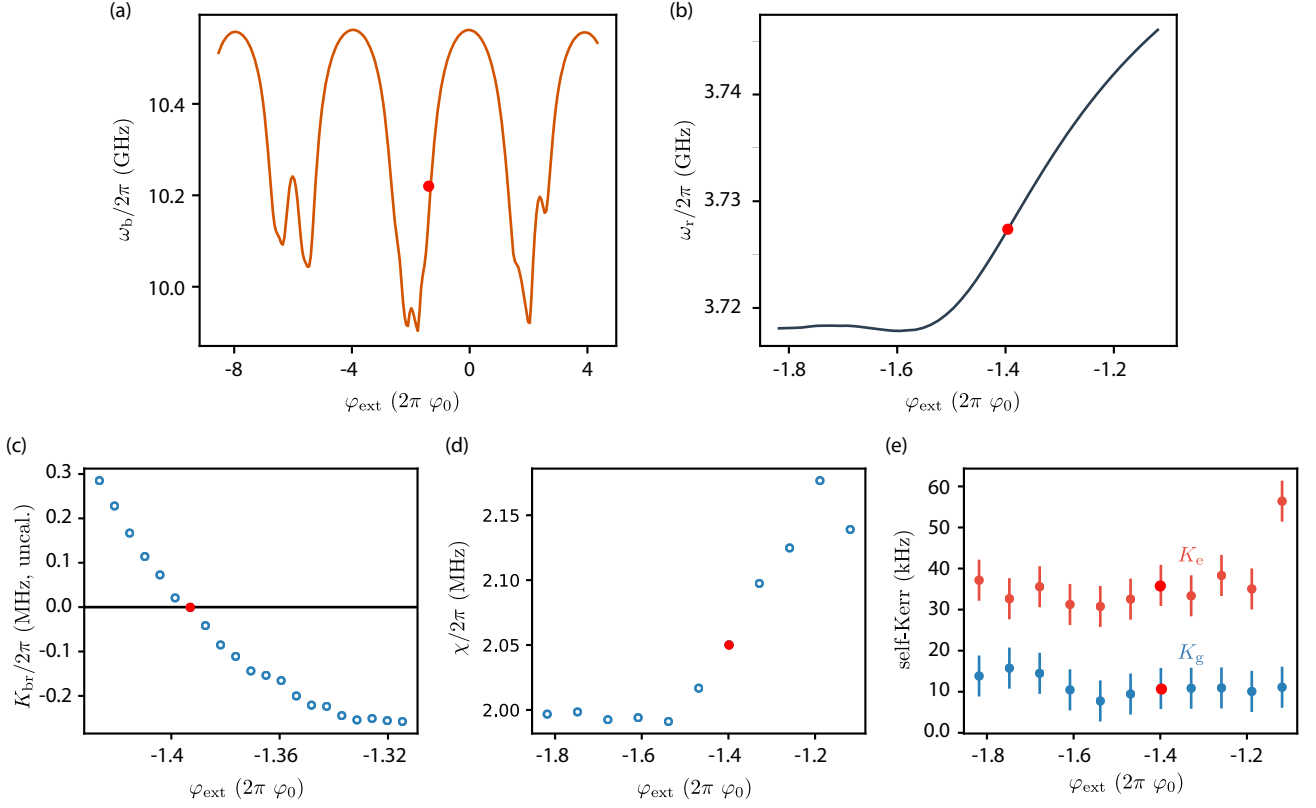 (a)
10.4
10.2
10.0
ω_b/2π (GHz)
-8
-4
0
4
φ_ext (2π φ_0)
(b)
3.74
3.73
3.72
ω_r/2π (GHz)
-1.8
-1.6
-1.4
-1.2
φ_ext (2π φ_0)
(c)
0.3
0.2
0.1
0.0
-0.1
-0.2
K_br/2π (MHz, uncal.)
-1.4
-1.36
-1.32
φ_ext (2π φ_0)
(d)
2.15
2.10
2.05
2.00
χ/2π (MHz)
-1.8
-1.6
-1.4
-1.2
φ_ext (2π φ_0)
(e)
60
50
40
30
20
10
0.0
self-Kerr (kHz)
K_e
K_g
-1.8
-1.6
-1.4
-1.2
φ_ext (2π φ_0)